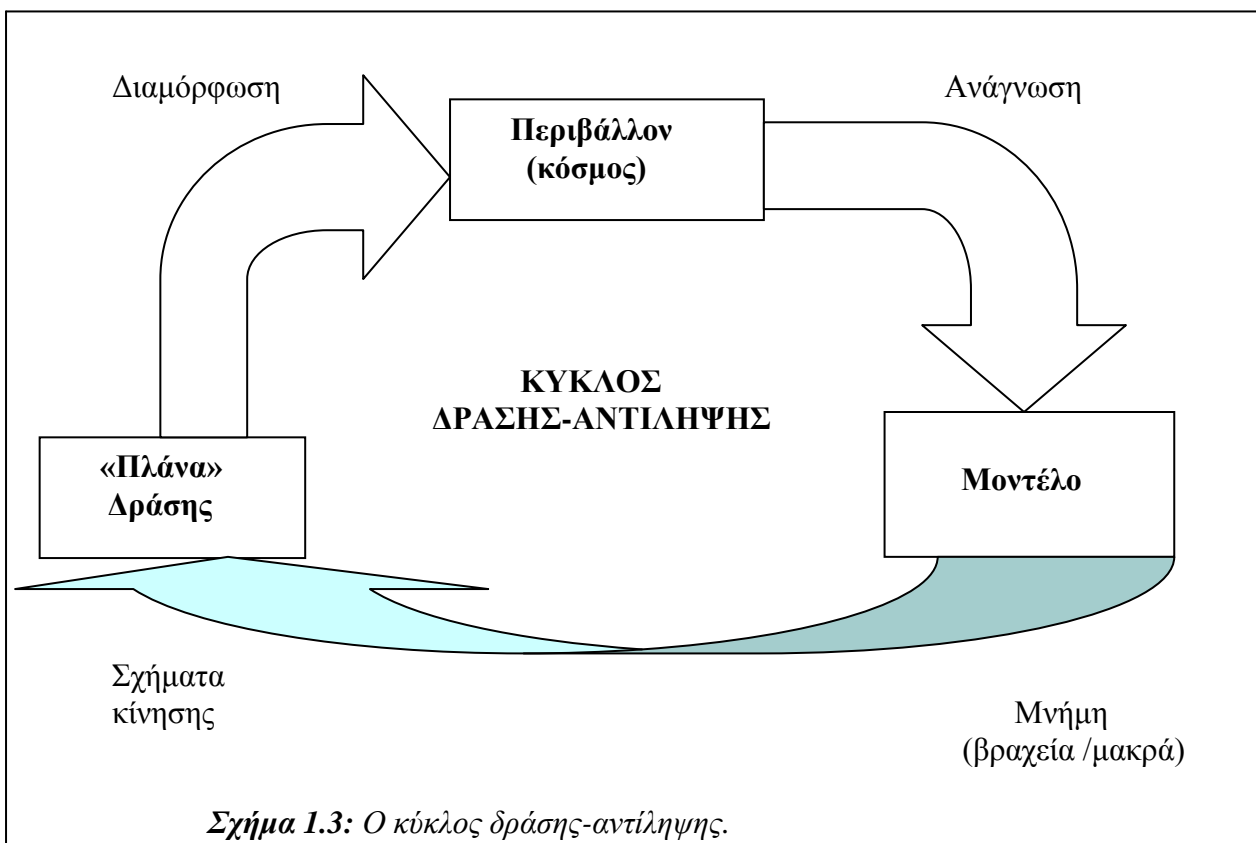 Διαμόρφωση
Περιβάλλον
(κόσμος)
Ανάγνωση
ΚΥΚΛΟΣ
ΔΡΑΣΗΣ-ΑΝΤΙΛΗΨΗΣ
«Πλάνα»
Δράσης
Μοντέλο
Σχήματα
κίνησης
Μνήμη
(βραχεία /μακρά)
Σχήμα 1.3: Ο κύκλος δράσης-αντίληψης.